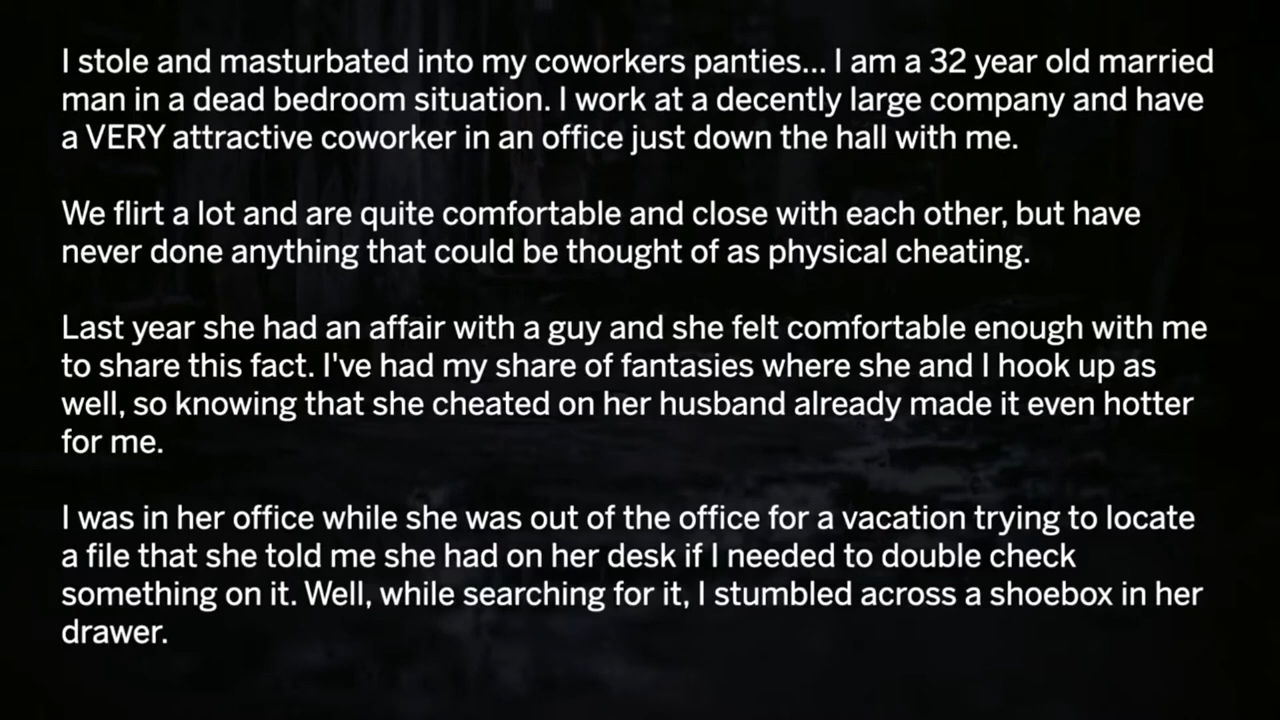 I stole and masturbated into my coworkers panties... I am a 32 year old married
man in a dead bedroom situation. I work at a decently large company and have
a VERY attractive coworker in an office just down the hall with me.
We flirt a lot and are quite comfortable and close with each other, but have
never done anything that could be thought of as physical cheating.
Last year she had an affair with a guy and she felt comfortable enough with me
to share this fact. I've had my share of fantasies where she and I hook up as
well, so knowing that she cheated on her husband already made it even hotter
for me.
I was in her office while she was out of the office for a vacation trying to locate
a file that she told me she had on her desk if I needed to double check
something on it. Well, while searching for it, I stumbled across a shoebox in her
drawer.